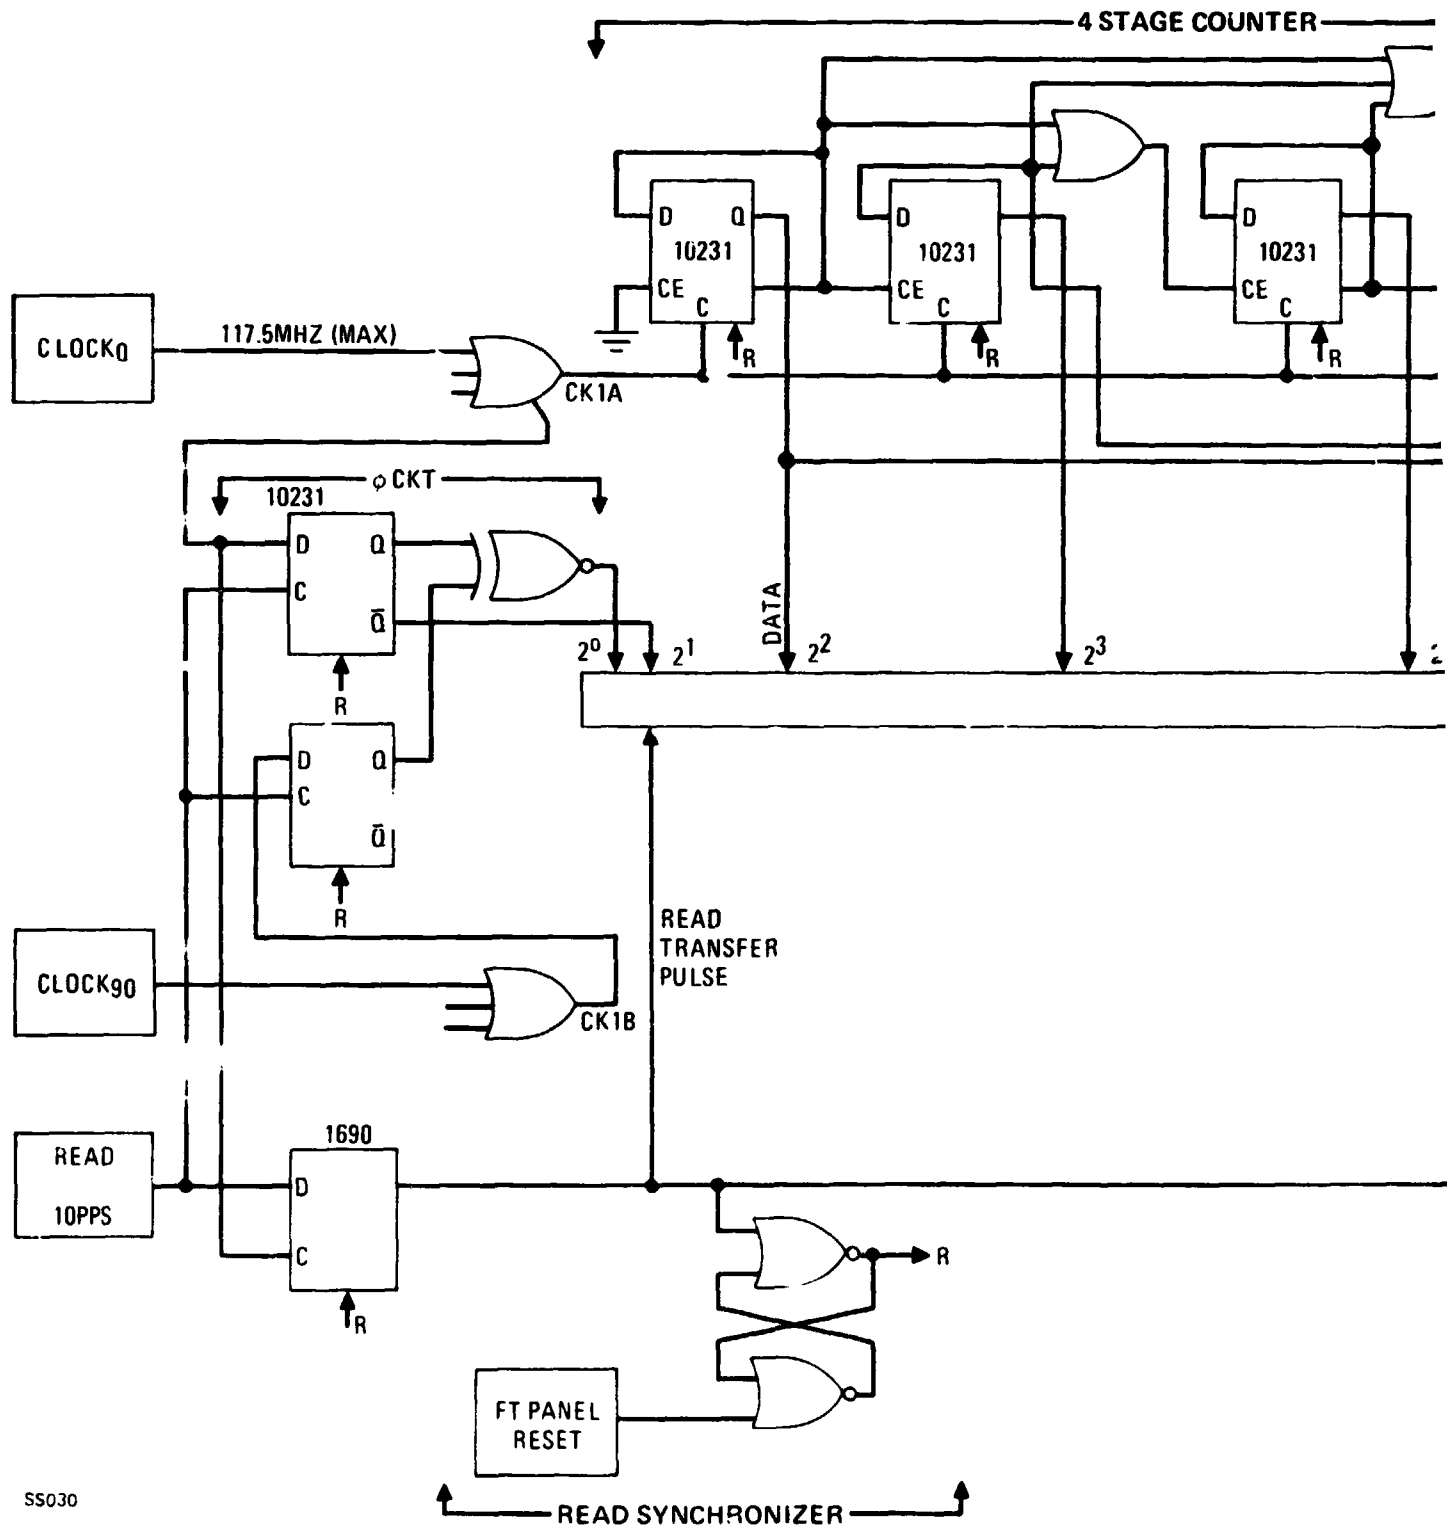 4 STAGE COUNTER
D Q
10231
CE
C
R
D
10231
CE
C
R
D
10231
CE
C
R
CLOCK0
117.5MHZ (MAX)
CK1A
φ CKT
10231
D Q
C
Q̅
R
D Q
C
Q̅
R
2⁰
2¹
DATA
2²
2³
CLOCK90
CK1B
READ
TRANSFER
PULSE
READ
10PPS
1690
D
C
R
R
FT PANEL
RESET
READ SYNCHRONIZER
SS030